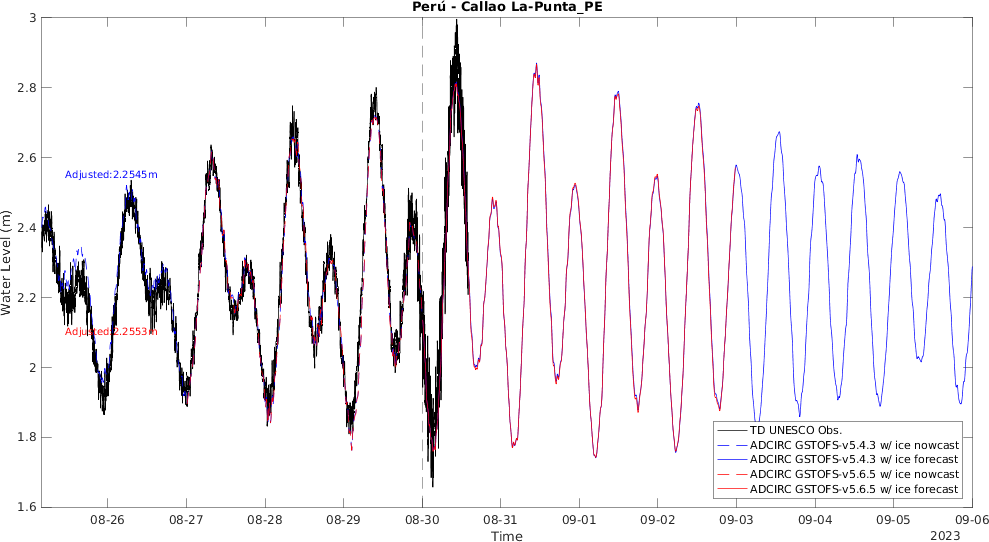 Perú - Callao La-Punta_PE
3
2.8
2.6
2.4
2.2
2
1.8
1.6
Water Level (m)
Adjusted:2.2545m
Adjusted:2.2553m
TD UNESCO Obs.
ADCIRC GSTOFS-v5.4.3 w/ ice nowcast
ADCIRC GSTOFS-v5.4.3 w/ ice forecast
ADCIRC GSTOFS-v5.6.5 w/ ice nowcast
ADCIRC GSTOFS-v5.6.5 w/ ice forecast
08-26 08-27 08-28 08-29 08-30 08-31 09-01 09-02 09-03 09-04 09-05 09-06
Time
2023